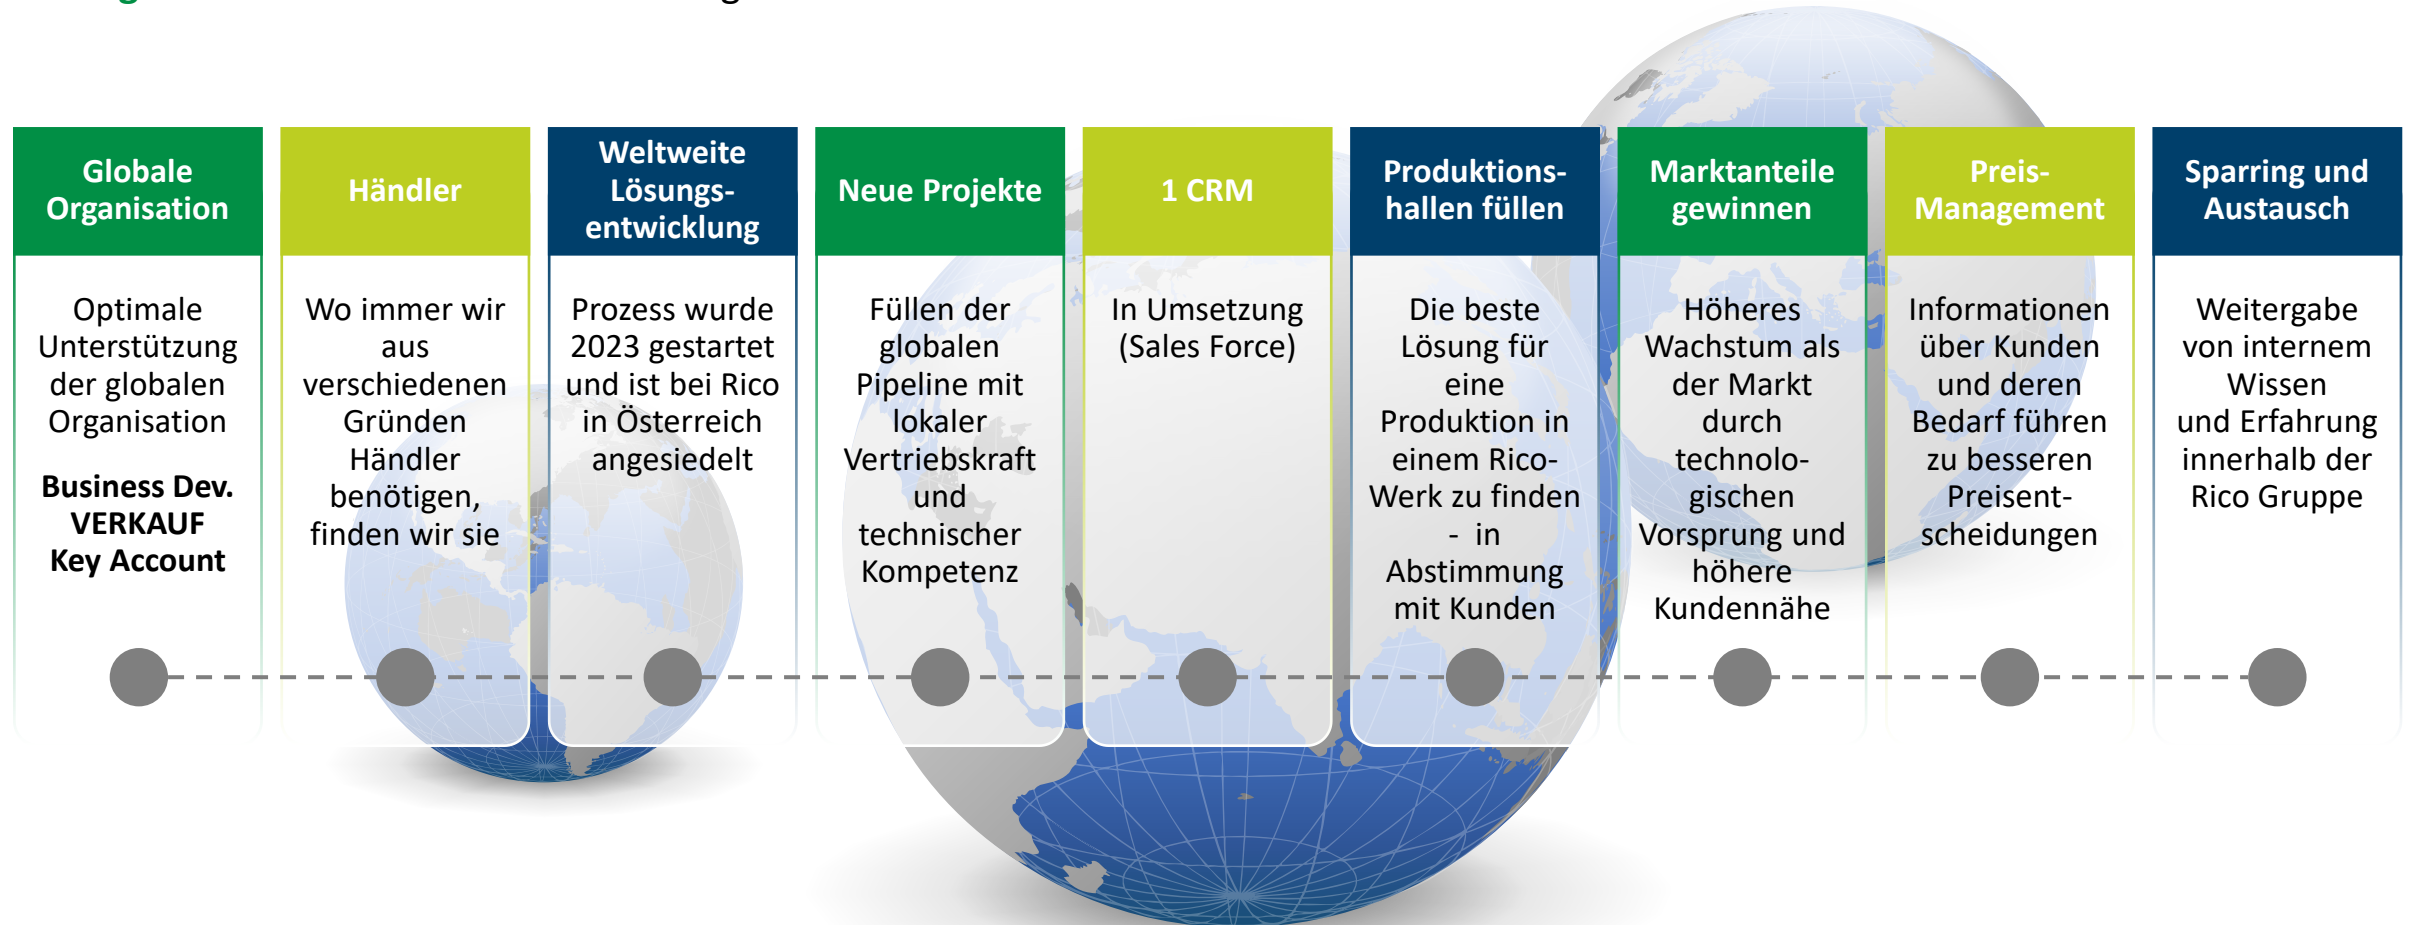 Globale
Organisation
Optimale
Unterstützung
der globalen
Organisation
Business Dev.
VERKAUF
Key Account
Händler
Wo immer wir
aus
verschiedenen
Gründen
Händler
benötigen,
finden wir sie
Weltweite
Lösungs-
entwicklung
Prozess wurde
2023 gestartet
und ist bei Rico
in Österreich
angesiedelt
Neue Projekte
Füllen der
globalen
Pipeline mit
lokaler
Vertriebskraft
und
technischer
Kompetenz
1 CRM
In Umsetzung
(Sales Force)
Produktions-
hallen füllen
Die beste
Lösung für
eine
Produktion in
einem Rico-
Werk zu finden
- in
Abstimmung
mit Kunden
Marktanteile
gewinnen
Höheres
Wachstum als
der Markt
durch
technolo-
gischen
Vorsprung und
höhere
Kundennähe
Preis-
Management
Informationen
über Kunden
und deren
Bedarf führen
zu besseren
Preisent-
scheidungen
Sparring und
Austausch
Weitergabe
von internem
Wissen
und Erfahrung
innerhalb der
Rico Gruppe